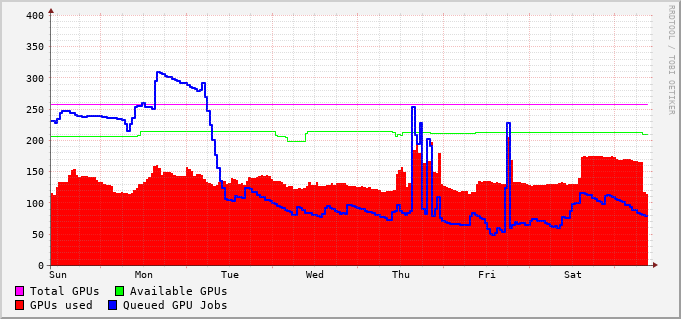 400
350
300
250
200
150
100
50
0
Sun Mon Tue Wed Thu Fri Sat
Total GPUs Available GPUs
GPUs used Queued GPU Jobs
RRDTOOL / TOBI OETIKER